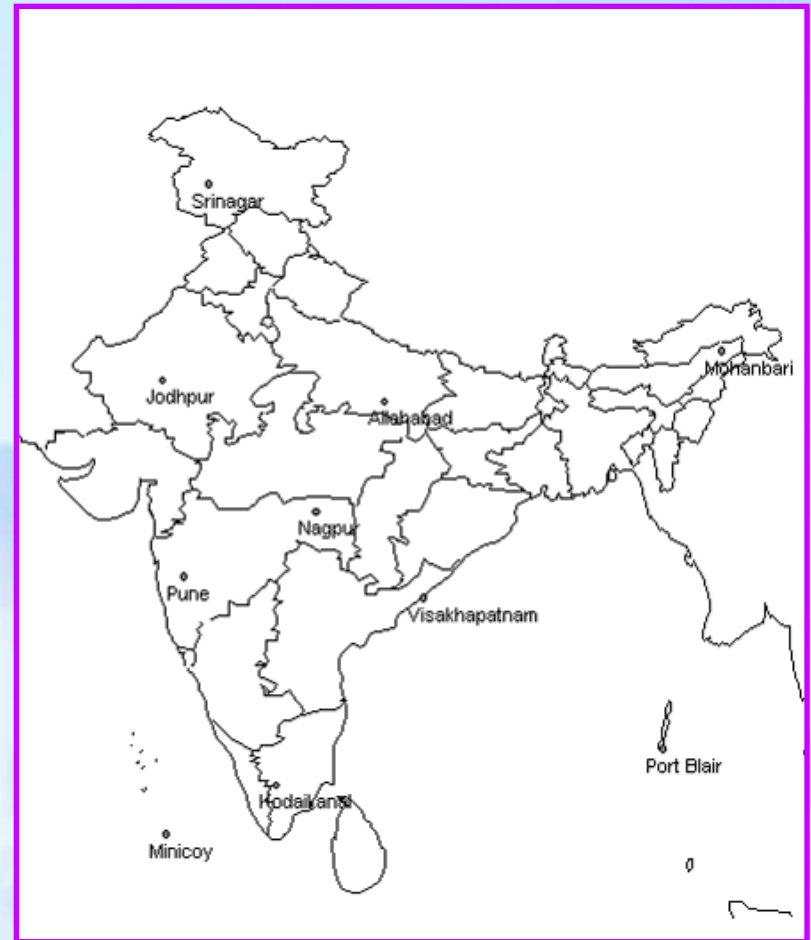 Srinagar
Mohanbari
Jodhpur
Allahabad
Nagpur
Pune
Visakhapatnam
Port Blair
Kodaikanal
Minicoy